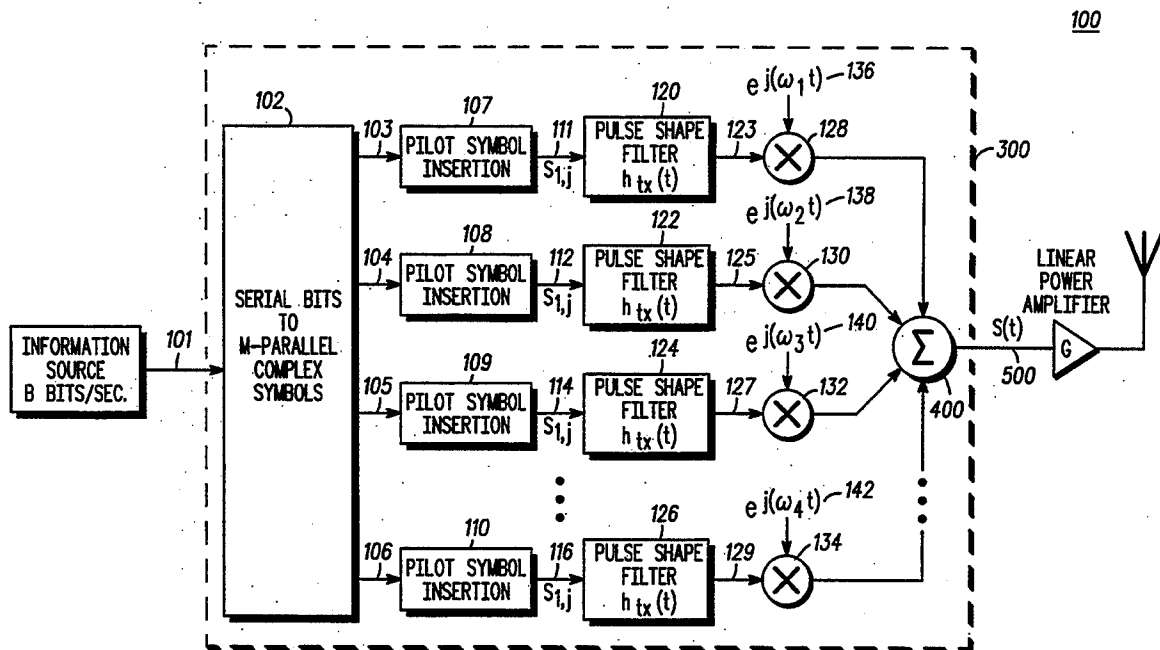 100
102
103
107
PILOT SYMBOL
INSERTION
111
S1,j
120
PULSE SHAPE
FILTER
htx(t)
123
e j(ω1t)
136
128
300
104
108
PILOT SYMBOL
INSERTION
112
S1,j
122
PULSE SHAPE
FILTER
htx(t)
125
e j(ω2t)
138
130
SERIAL BITS
TO
M-PARALLEL
COMPLEX
SYMBOLS
INFORMATION
SOURCE
B BITS/SEC.
101
105
109
PILOT SYMBOL
INSERTION
114
S1,j
124
PULSE SHAPE
FILTER
htx(t)
127
e j(ω3t)
140
132
Σ
400
S(t)
500
LINEAR
POWER
AMPLIFIER
G
106
110
PILOT SYMBOL
INSERTION
116
S1,j
126
PULSE SHAPE
FILTER
htx(t)
129
e j(ω4t)
142
134